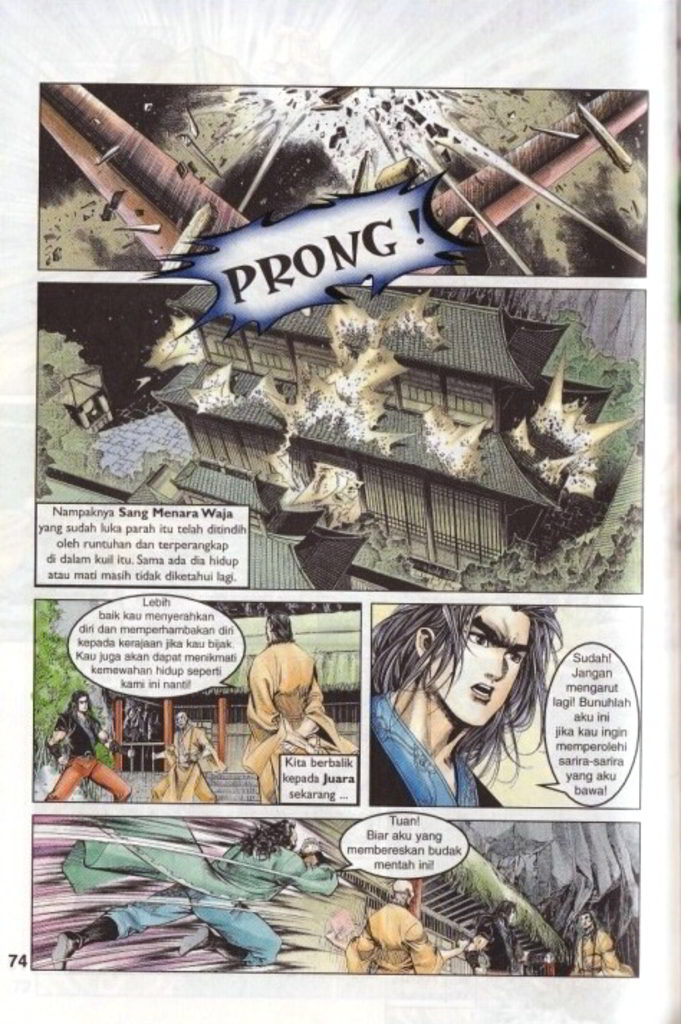 PRONG!
Nampaknya Sang Menara Waja
yang sudah luka parah itu telah ditindih
oleh runtuhan dan terperangkap
di dalam kuil itu. Sama ada dia hidup
atau mati masih tidak diketahui lagi.
Lebih
baik kau menyerahkan
diri dan memperhambakan diri
kepada kerajaan jika kau bijak.
Kau juga akan dapat menikmati
kemewahan hidup seperti
kami ini nanti!
Kita berbalik
kepada Juara
sekarang ...
Sudah!
Jangan
mengarut
lagi! Bunuhlah
aku ini
jika kau ingin
memperolehi
sarira-sarira
yang aku
bawa!
Tuan!
Biar aku yang
membereskan budak
mentah ini!
74